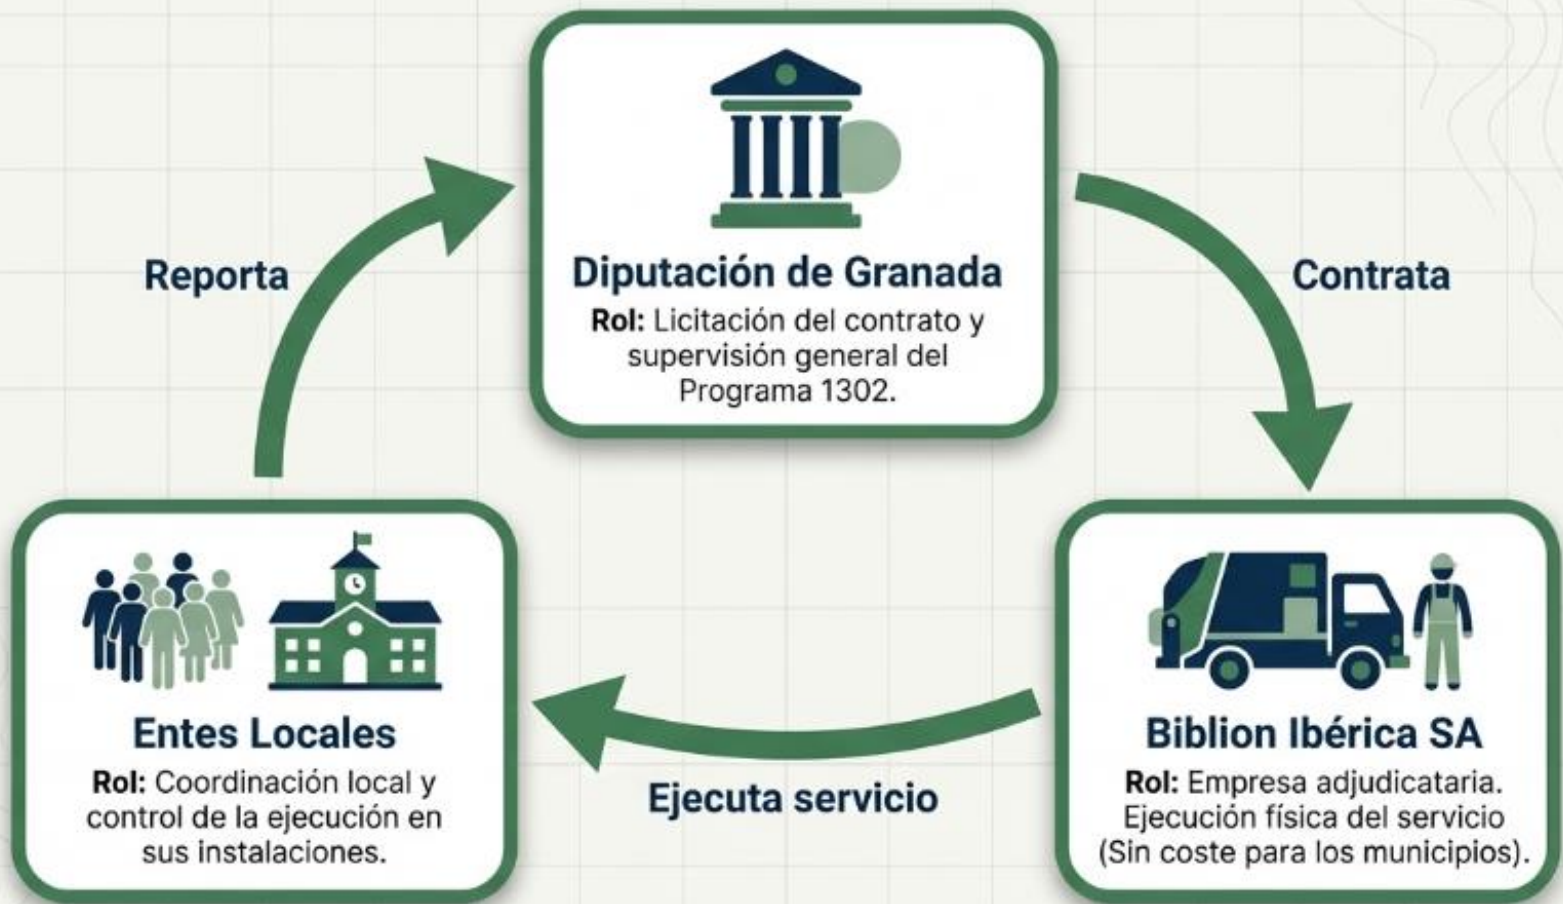 Diputación de Granada
Rol: Licitación del contrato y
supervisión general del
Programa 1302.
Reporta
Contrata
Entes Locales
Rol: Coordinación local y
control de la ejecución en
sus instalaciones.
Ejecuta servicio
Biblion Ibérica SA
Rol: Empresa adjudicataria.
Ejecución física del servicio
(Sin coste para los municipios).